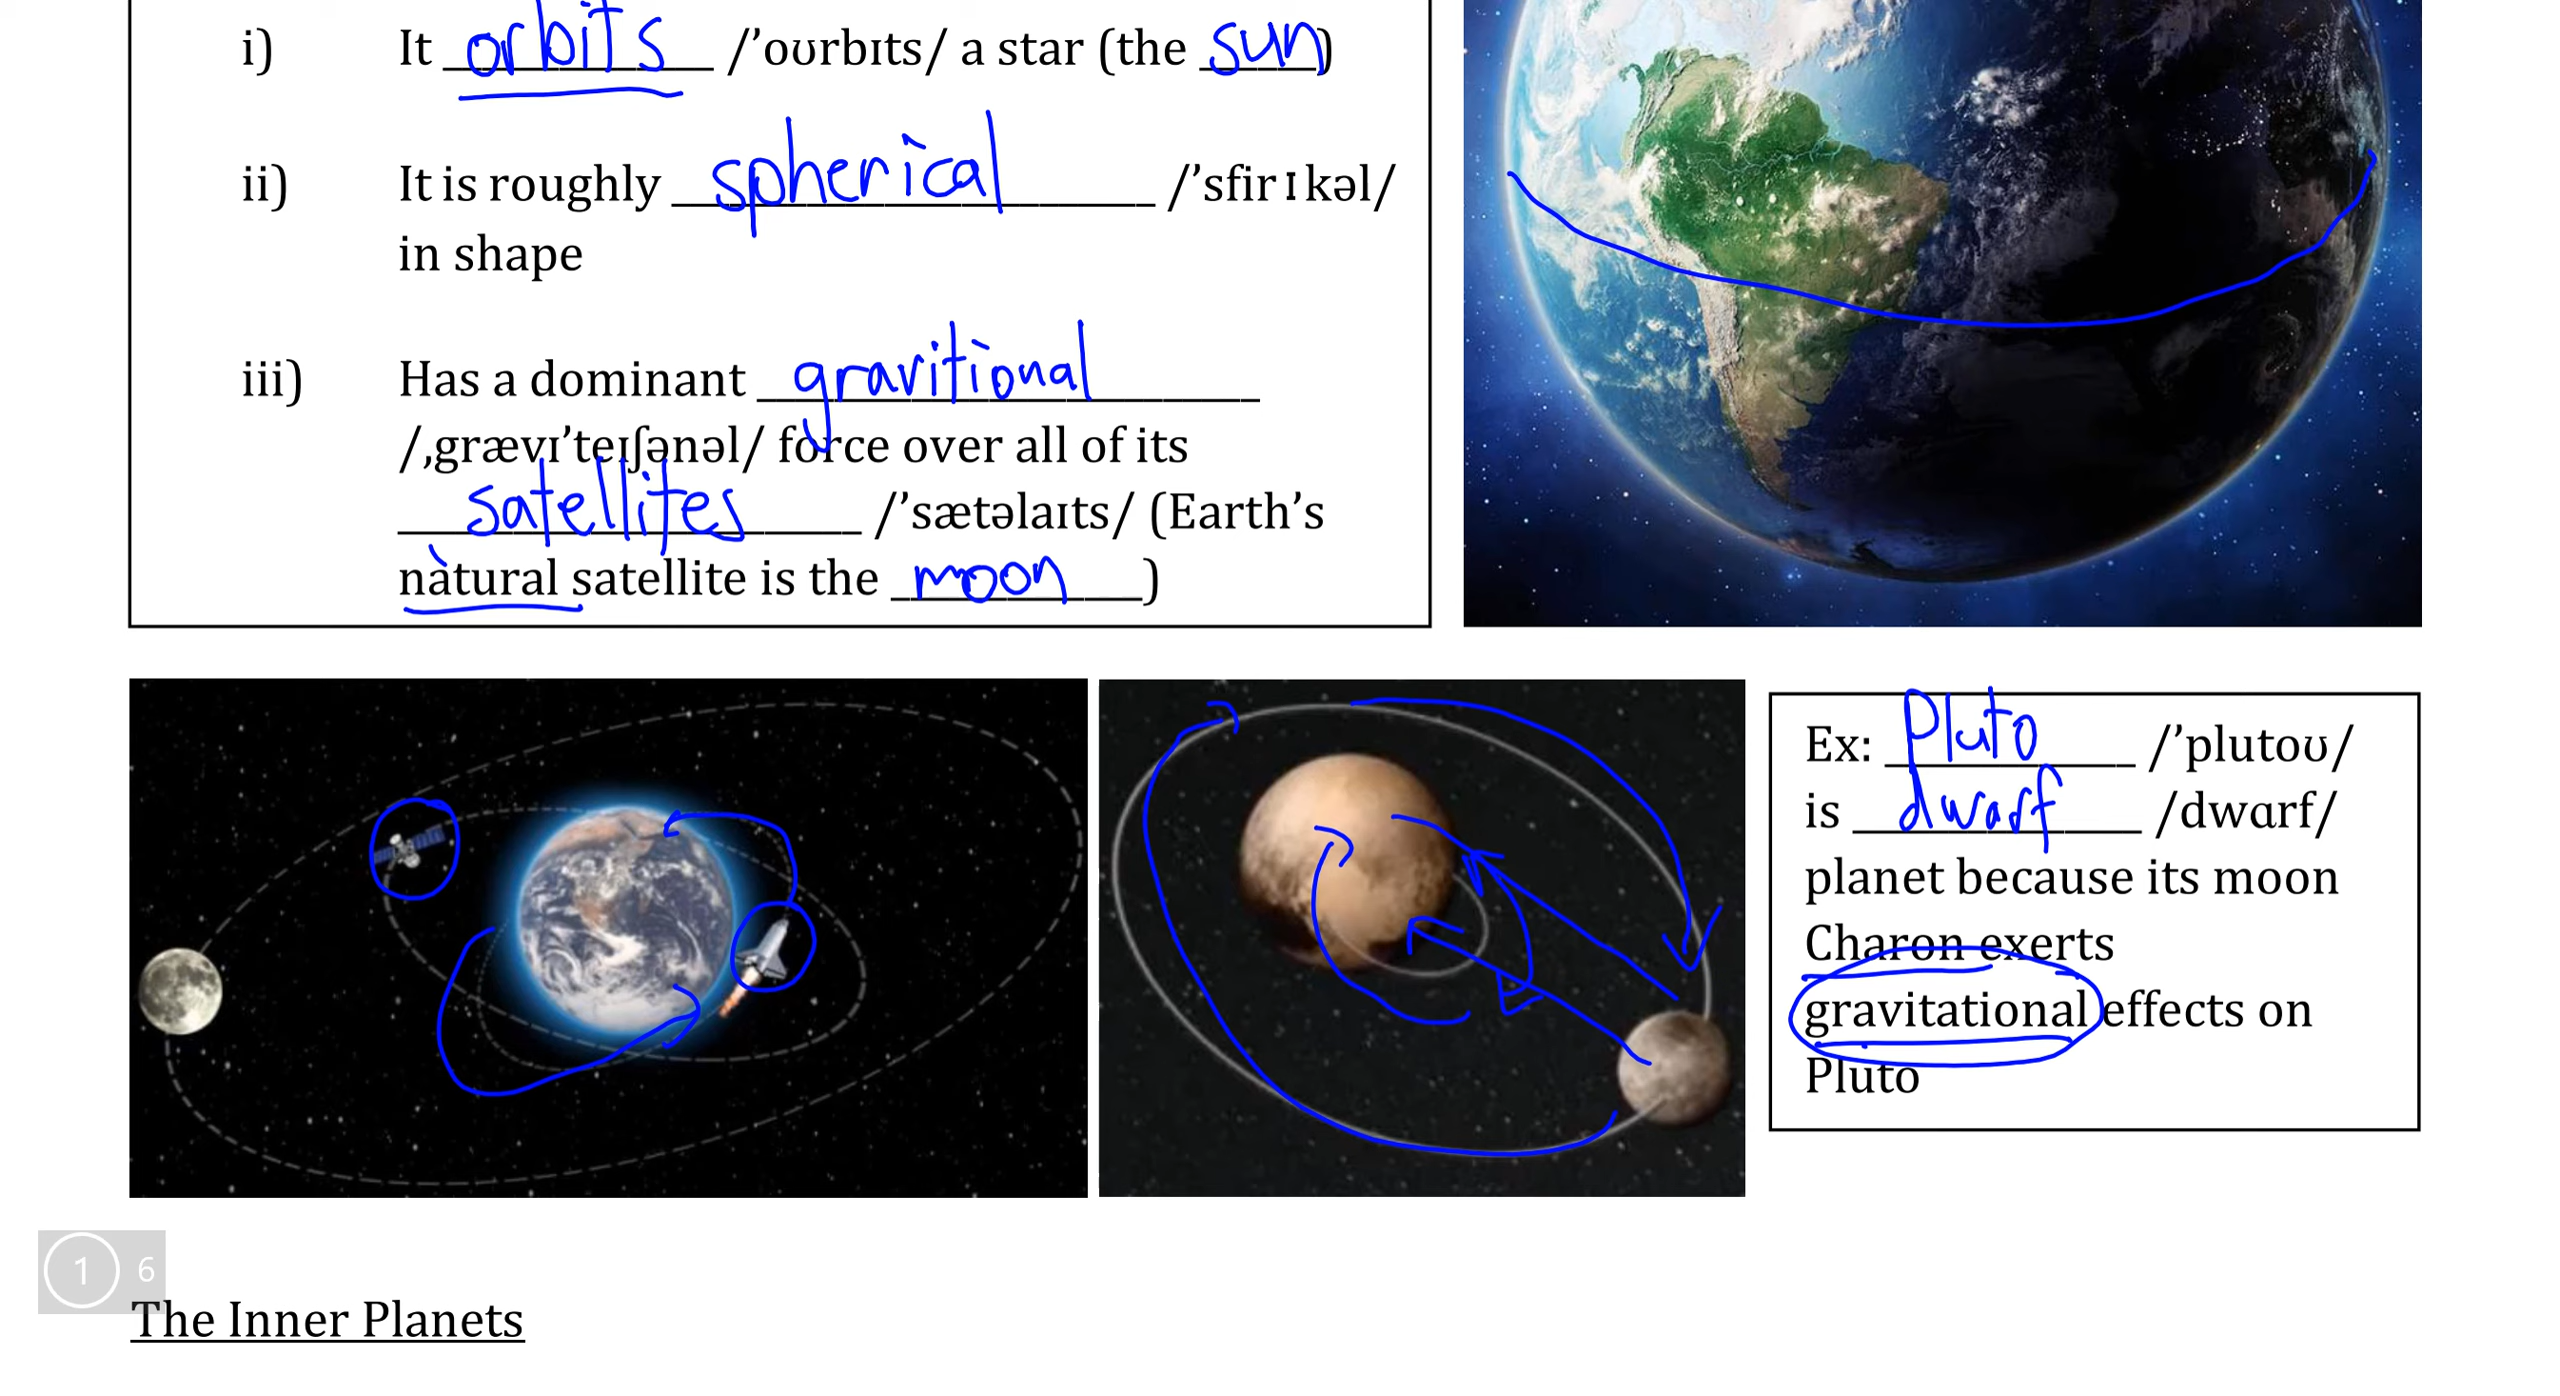 i) It orbits /’oʊrbɪts/ a star (the sun)
ii) It is roughly spherical /’sfirɪkəl/
in shape
iii) Has a dominant gravitional
/,grævɪ’teɪʃənəl/ force over all of its
satellites /’sætəlaɪts/ (Earth’s
natural satellite is the moon)
Ex: Pluto /’plutoʊ/
is dwarf /dwɑrf/
planet because its moon
Charon exerts
gravitational effects on
Pluto
1 6
The Inner Planets